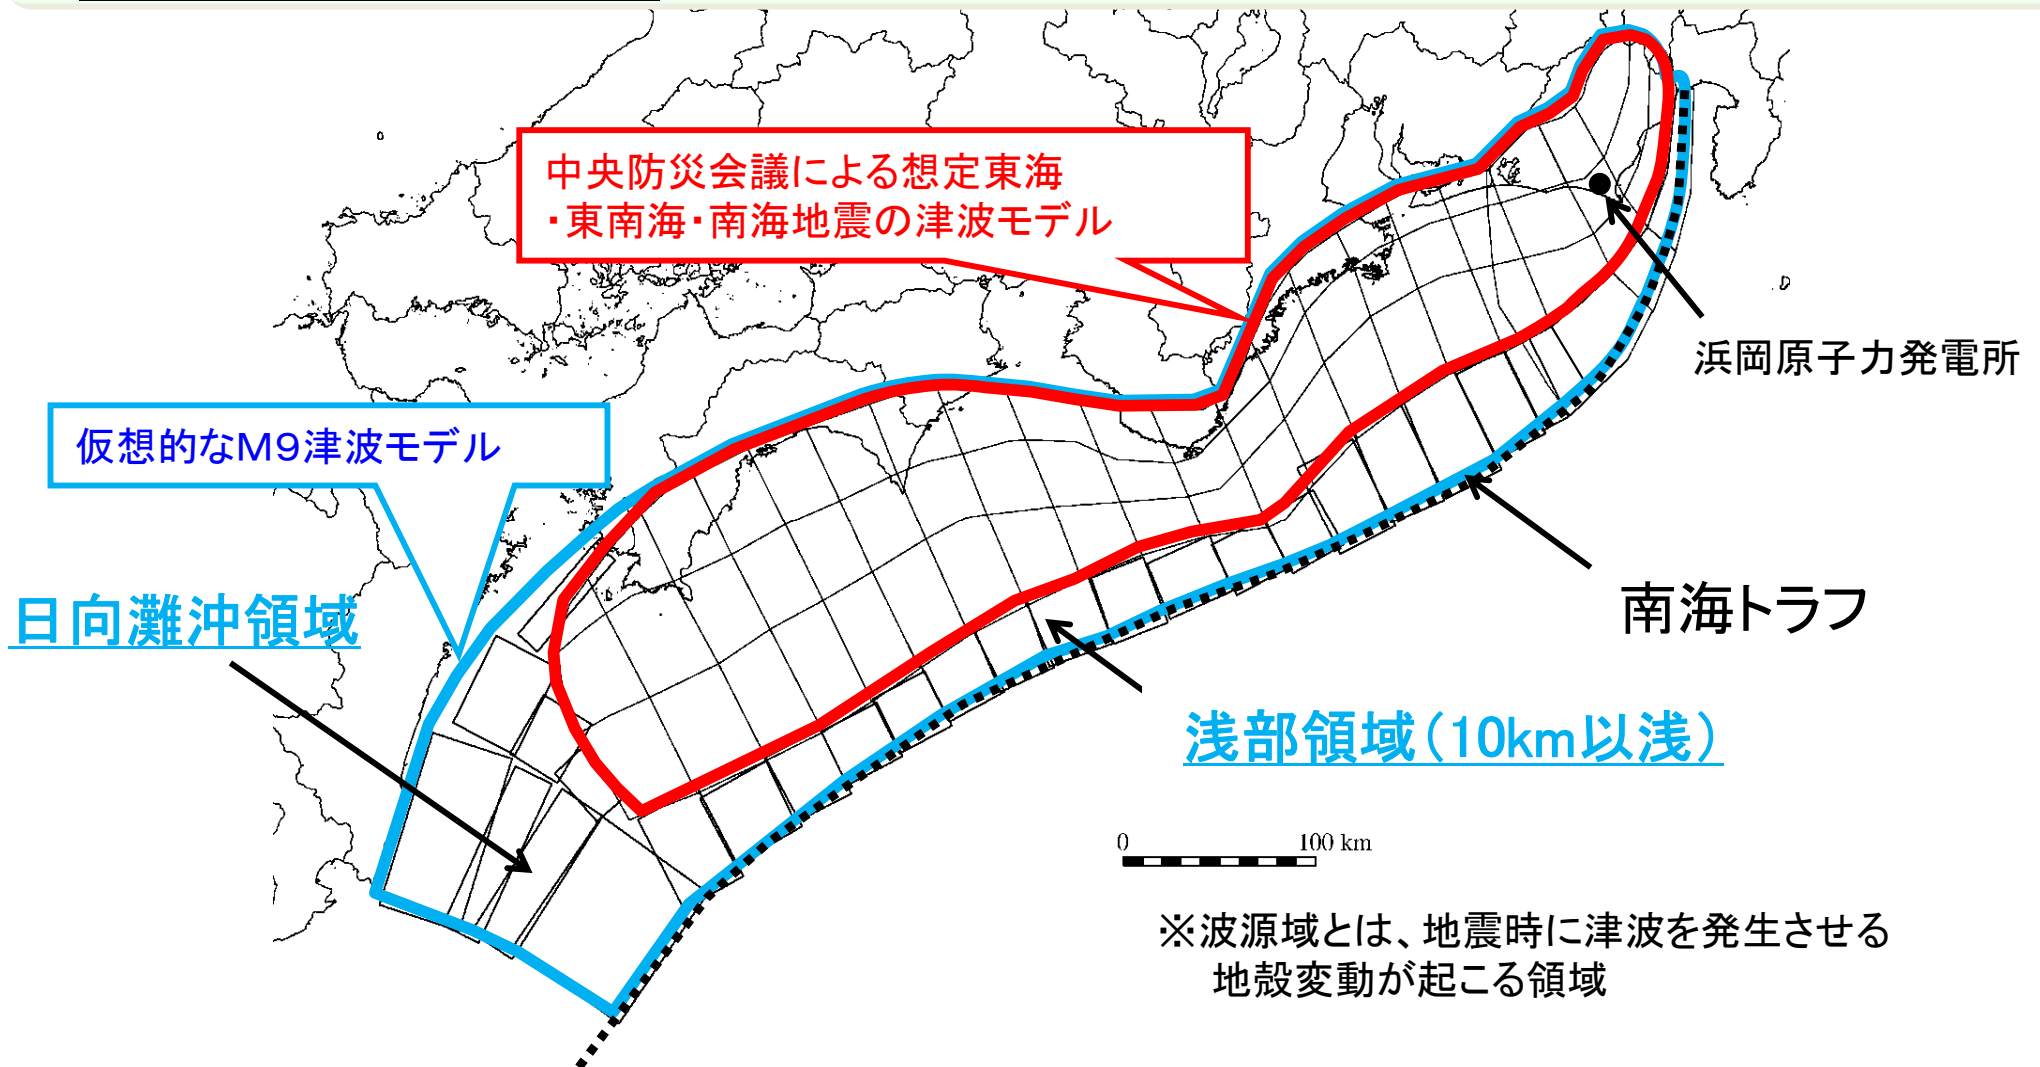 中央防災会議による想定東海
・東南海・南海地震の津波モデル
浜岡原子力発電所
仮想的なM9津波モデル
日向灘沖領域
南海トラフ
浅部領域(10km以浅)
0 100 km
※波源域とは、地震時に津波を発生させる
地殻変動が起こる領域